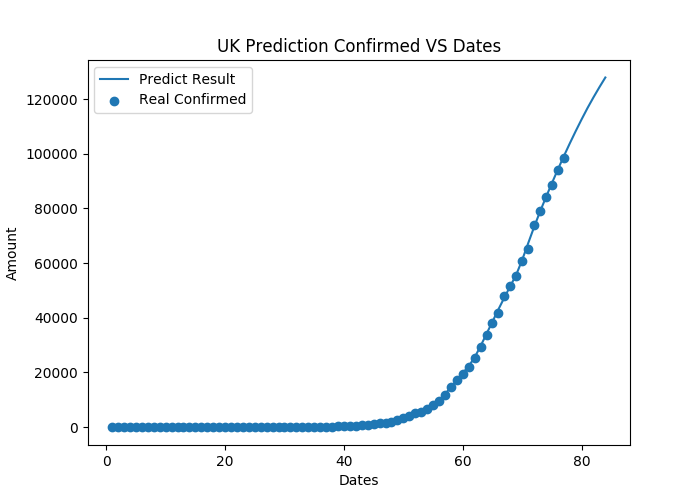 UK Prediction Confirmed VS Dates
Predict Result
Real Confirmed
120000
100000
80000
60000
40000
20000
0
Amount
0 20 40 60 80
Dates